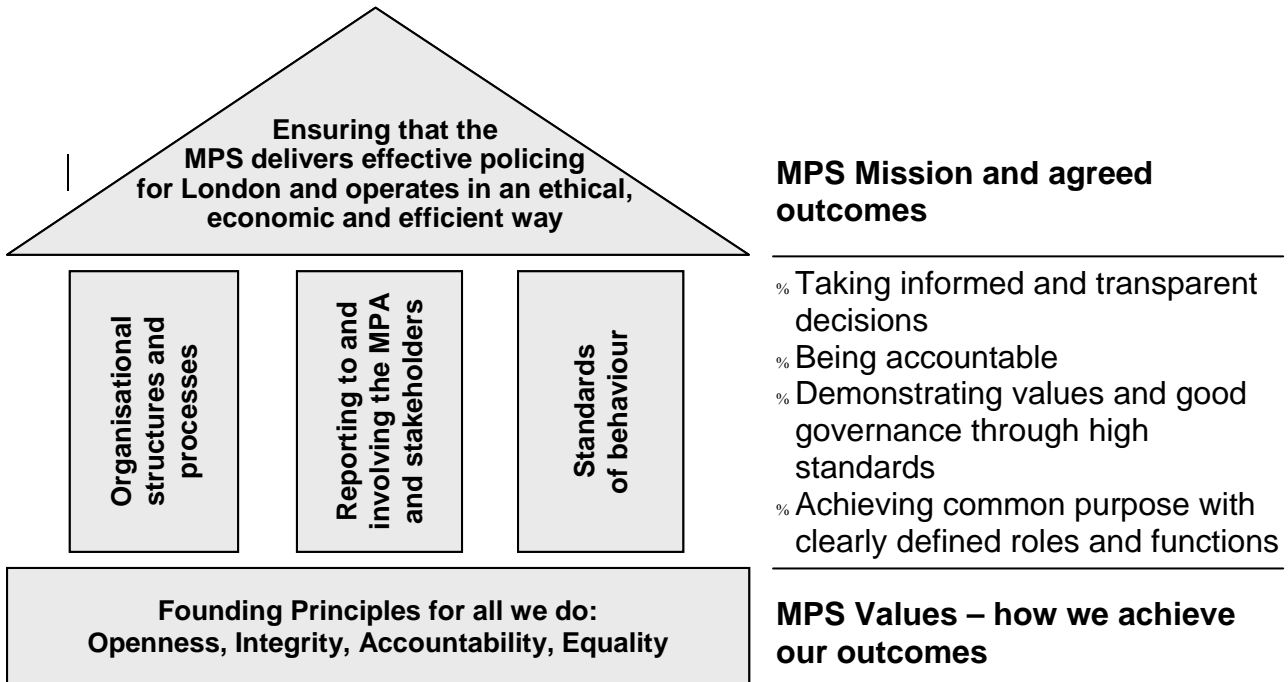 Ensuring that the
MPS delivers effective policing
for London and operates in an ethical,
economic and efficient way
MPS Mission and agreed
outcomes
Organisational
structures and
processes
Reporting to and
involving the MPA
and stakeholders
Standards
of behaviour
% Taking informed and transparent
decisions
% Being accountable
% Demonstrating values and good
governance through high
standards
% Achieving common purpose with
clearly defined roles and functions
Founding Principles for all we do:
Openness, Integrity, Accountability, Equality
MPS Values – how we achieve
our outcomes